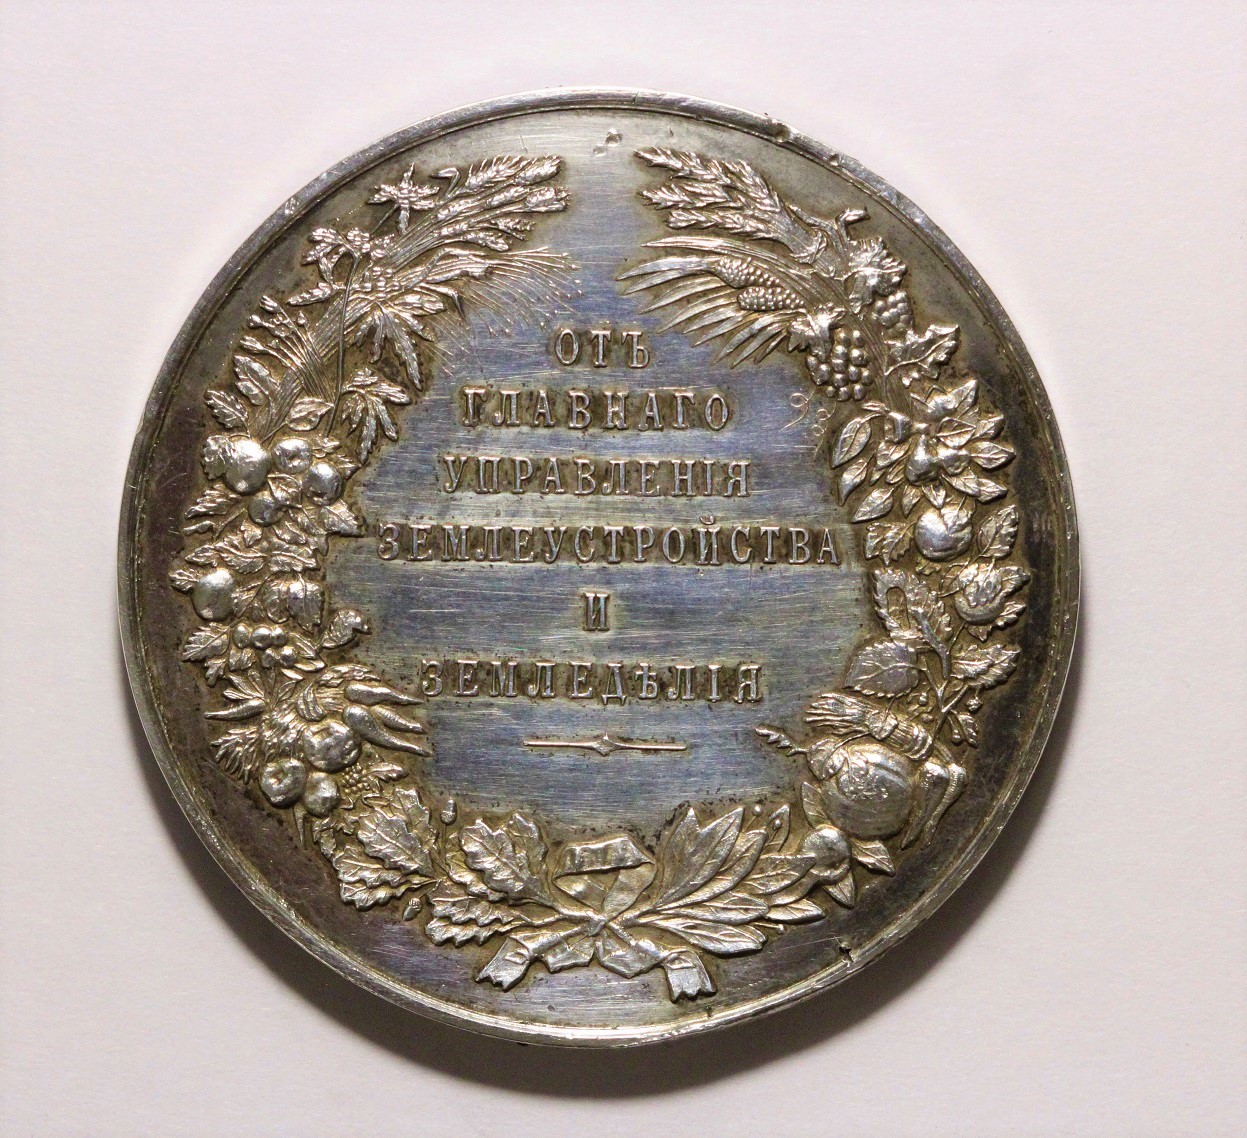 ОТЪ
ГЛАВНАГО
УПРАВЛЕНІЯ
ЗЕМЛЕУСТРОЙСТВА
И
ЗЕМЛЕДѢЛІЯ